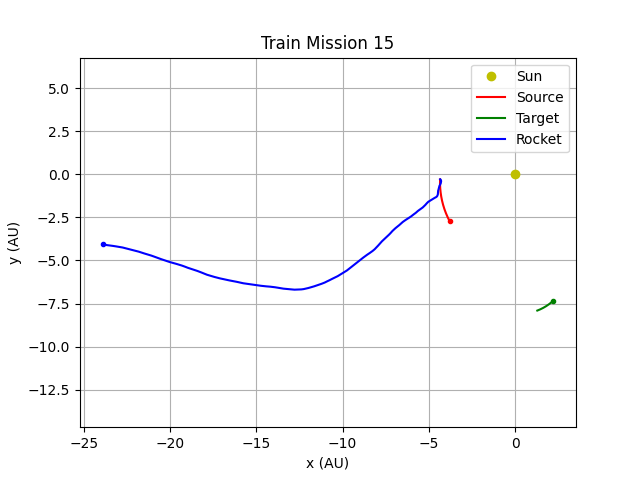 Train Mission 15
Sun
Source
Target
Rocket
5.0
2.5
0.0
−2.5
−5.0
−7.5
−10.0
−12.5
y (AU)
−25 −20 −15 −10 −5 0
x (AU)